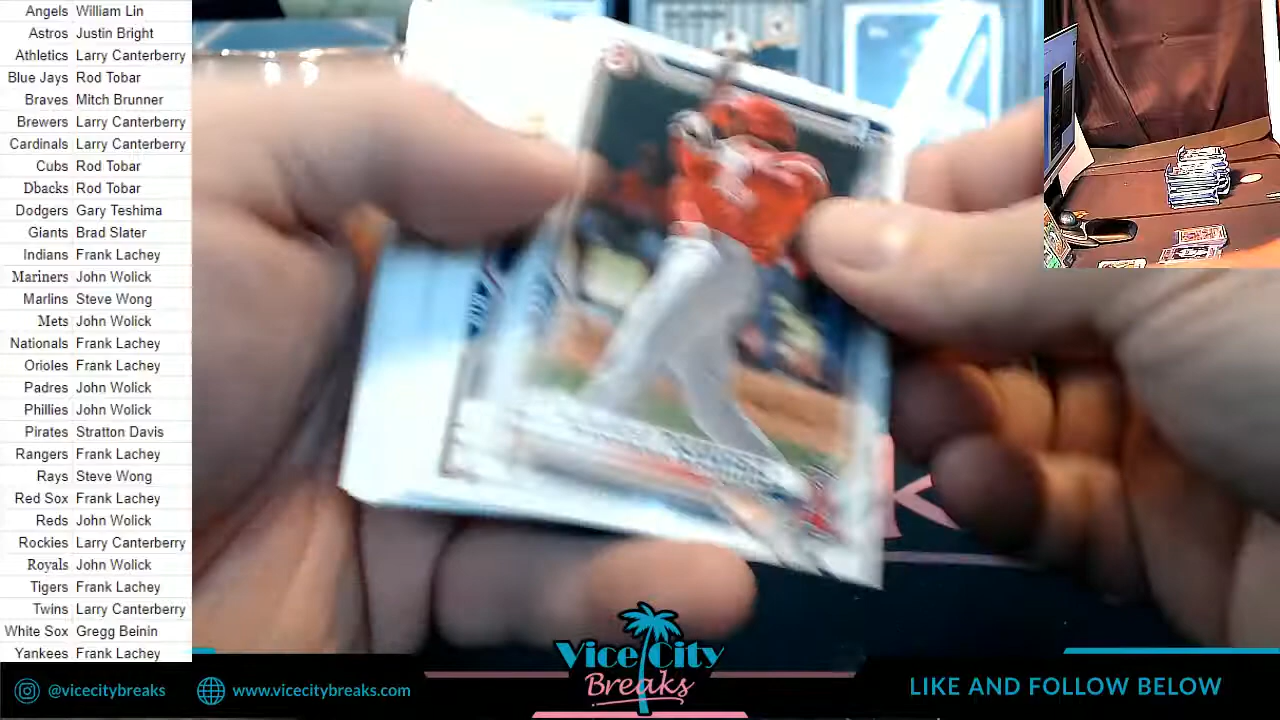 Angels William Lin
Astros Justin Bright
Athletics Larry Canterberry
Blue Jays Rod Tobar
Braves Mitch Brunner
Brewers Larry Canterberry
Cardinals Larry Canterberry
Cubs Rod Tobar
Dbacks Rod Tobar
Dodgers Gary Teshima
Giants Brad Slater
Indians Frank Lachey
Mariners John Wolick
Marlins Steve Wong
Mets John Wolick
Nationals Frank Lachey
Orioles Frank Lachey
Padres John Wolick
Phillies John Wolick
Pirates Stratton Davis
Rangers Frank Lachey
Rays Steve Wong
Red Sox Frank Lachey
Reds John Wolick
Rockies Larry Canterberry
Royals John Wolick
Tigers Frank Lachey
Twins Larry Canterberry
White Sox Gregg Beinin
Yankees Frank Lachey
@vicecitybreaks
www.vicecitybreaks.com
Vice City
Breaks
LIKE AND FOLLOW BELOW